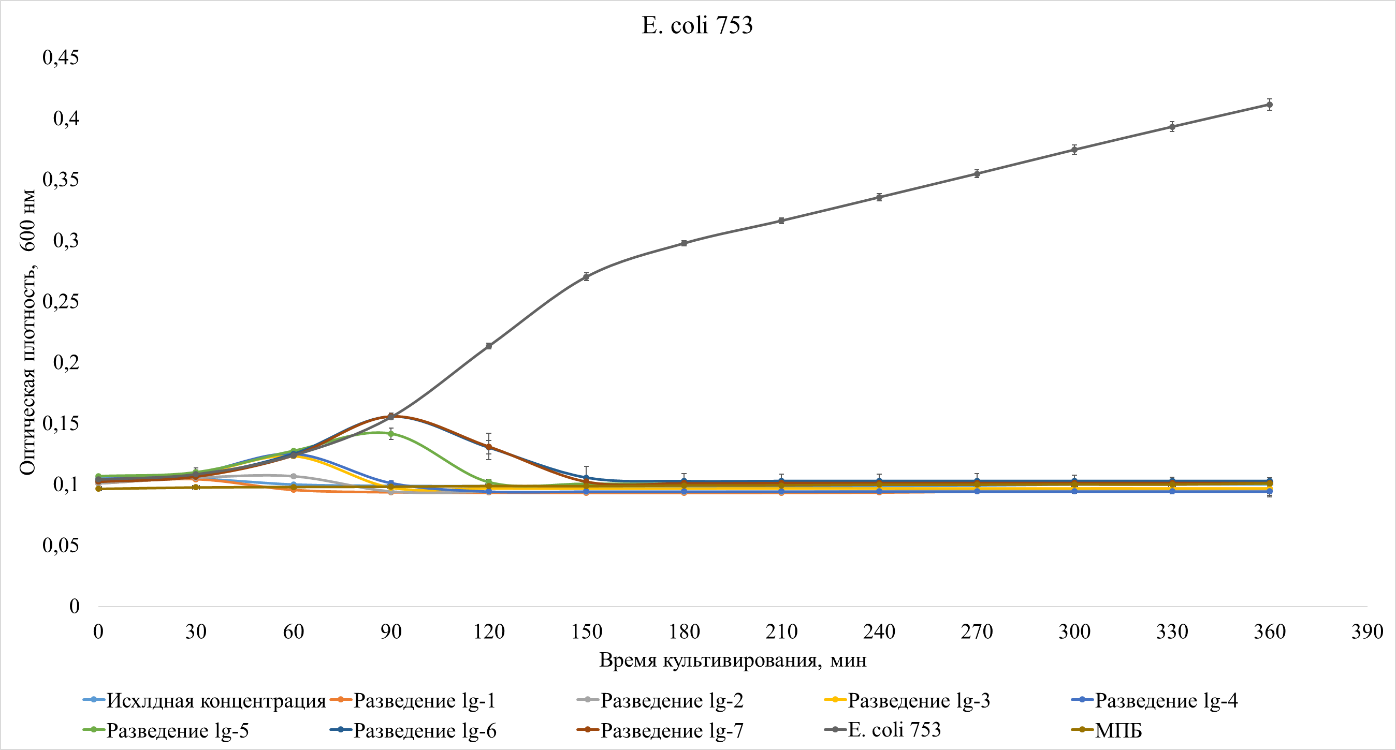 E. coli 753
0,45
0,4
0,35
0,3
0,25
0,2
0,15
0,1
0,05
0
Оптическая плотность, 600 нм
0 30 60 90 120 150 180 210 240 270 300 330 360 390
Время культивирования, мин
Исхлдная концентрация Разведение lg-1 Разведение lg-2 Разведение lg-3 Разведение lg-4
Разведение lg-5 Разведение lg-6 Разведение lg-7 E. coli 753 МПБ